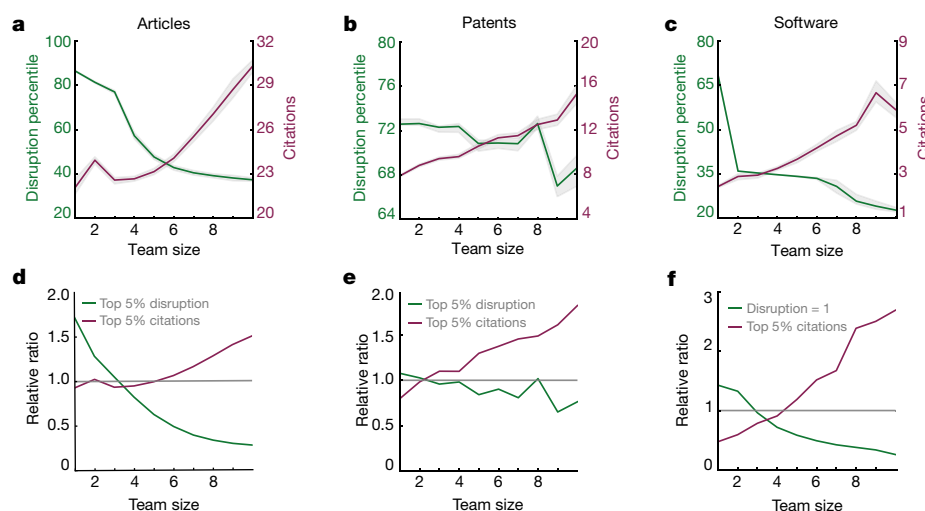 a Articles
100
80
60
40
20
Disruption percentile
32
29
26
23
20
Citations
2 4 6 8
Team size
b Patents
80
76
72
68
64
Disruption percentile
20
16
12
8
4
Citations
2 4 6 8
Team size
c Software
80
65
50
35
20
Disruption percentile
9
7
5
3
1
Citations
2 4 6 8
Team size
d
2.0
1.5
1.0
0.5
0
Relative ratio
Top 5% disruption
Top 5% citations
2 4 6 8
Team size
e
2.0
1.5
1.0
0.5
0
Relative ratio
Top 5% disruption
Top 5% citations
2 4 6 8
Team size
f
3
2
1
0
Relative ratio
Disruption = 1
Top 5% citations
2 4 6 8
Team size